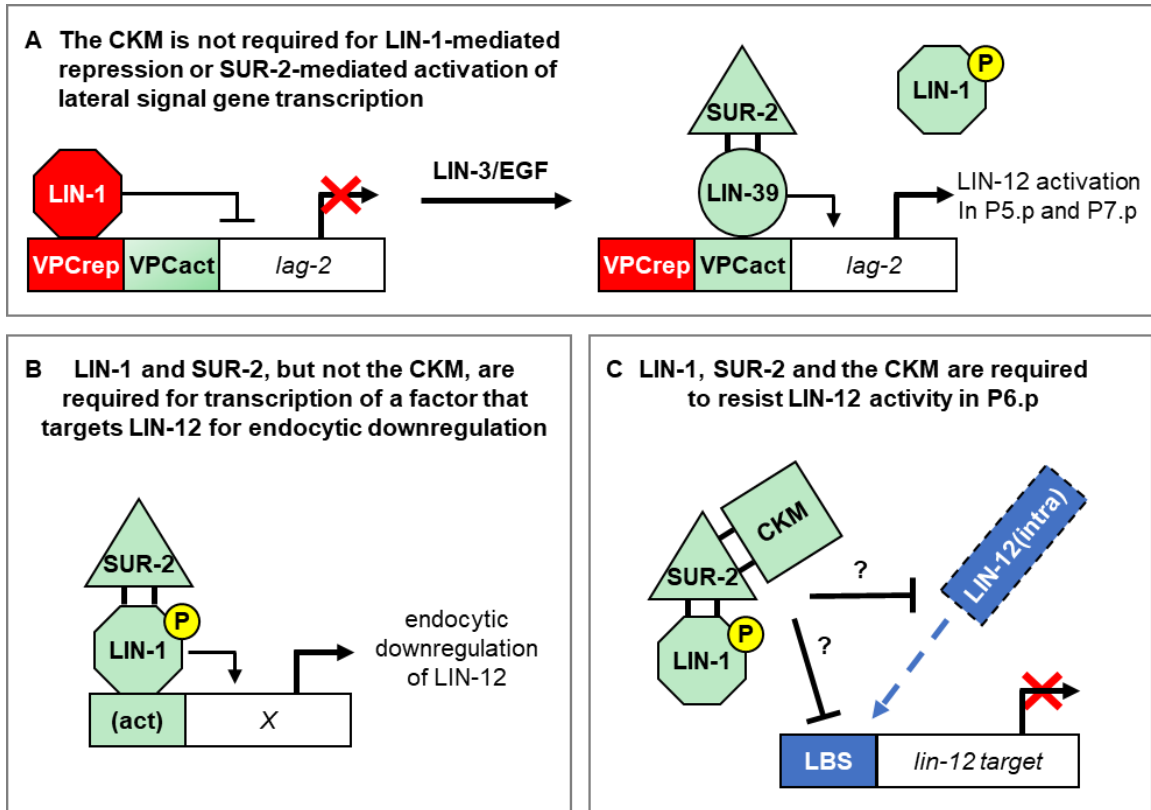 A The CKM is not required for LIN-1-mediated
repression or SUR-2-mediated activation of
lateral signal gene transcription
LIN-1
VPCrep
VPCact
lag-2
LIN-3/EGF
SUR-2
LIN-39
VPCrep
VPCact
lag-2
P
LIN-1
LIN-12 activation
In P5.p and P7.p
B LIN-1 and SUR-2, but not the CKM, are
required for transcription of a factor that
targets LIN-12 for endocytic downregulation
SUR-2
P
LIN-1
(act)
X
endocytic
downregulation
of LIN-12
C LIN-1, SUR-2 and the CKM are required
to resist LIN-12 activity in P6.p
CKM
SUR-2
P
LIN-1
?
?
LIN-12(intra)
LBS
lin-12 target